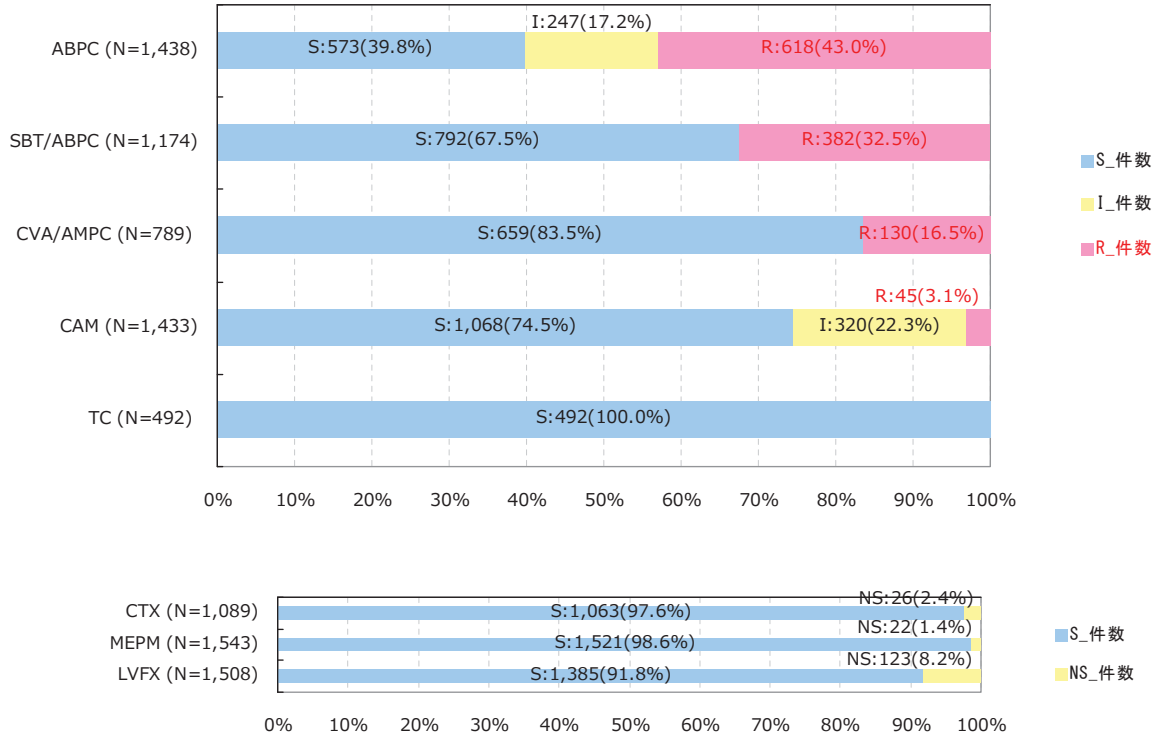 I:247(17.2%)
ABPC (N=1,438)
S:573(39.8%)
R:618(43.0%)
SBT/ABPC (N=1,174)
S:792(67.5%)
R:382(32.5%)
CVA/AMPC (N=789)
S:659(83.5%)
R:130(16.5%)
R:45(3.1%)
CAM (N=1,433)
S:1,068(74.5%)
I:320(22.3%)
TC (N=492)
S:492(100.0%)
0% 10% 20% 30% 40% 50% 60% 70% 80% 90% 100%
S_件数
I_件数
R_件数
CTX (N=1,089)
S:1,063(97.6%)
NS:26(2.4%)
MEPM (N=1,543)
S:1,521(98.6%)
NS:22(1.4%)
LVFX (N=1,508)
S:1,385(91.8%)
NS:123(8.2%)
0% 10% 20% 30% 40% 50% 60% 70% 80% 90% 100%
S_件数
NS_件数